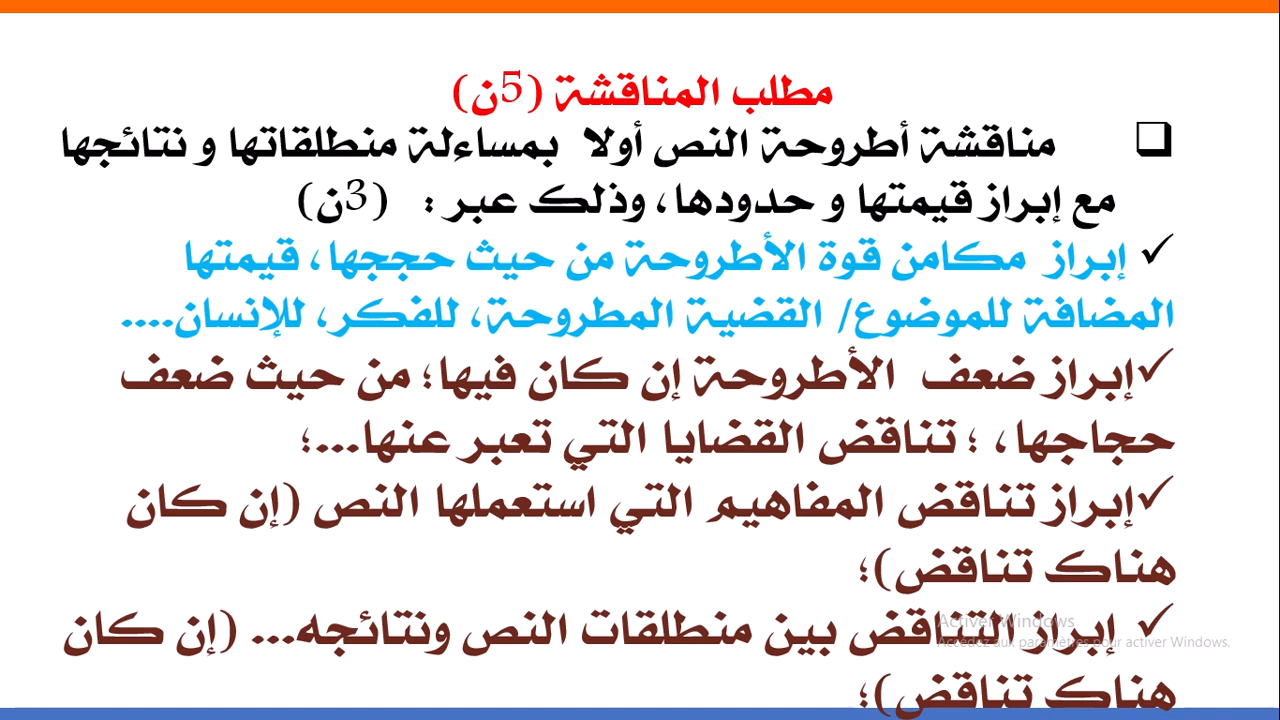 مطلب المناقشة (5ن)
❑ مناقشة أطروحة النص أولا بمساءلة منطلقاتها و نتائجها
مع إبراز قيمتها و حدودها، وذلك عبر : (3ن)
✓ إبراز مكامن قوة الأطروحة من حيث حججها، قيمتها
المضافة للموضوع/ القضية المطروحة، للفكر، للإنسان....
✓إبراز ضعف الأطروحة إن كان فيها؛ من حيث ضعف
حجاجها، ؛ تناقض القضايا التي تعبر عنها...؛
✓إبراز تناقض المفاهيم التي استعملها النص (إن كان
هناك تناقض)؛
✓ إبراز التناقض بين منطلقات النص ونتائجه... (إن كان
هناك تناقض)؛
Activer Windows
Accédez aux paramètres pour activer Windows.